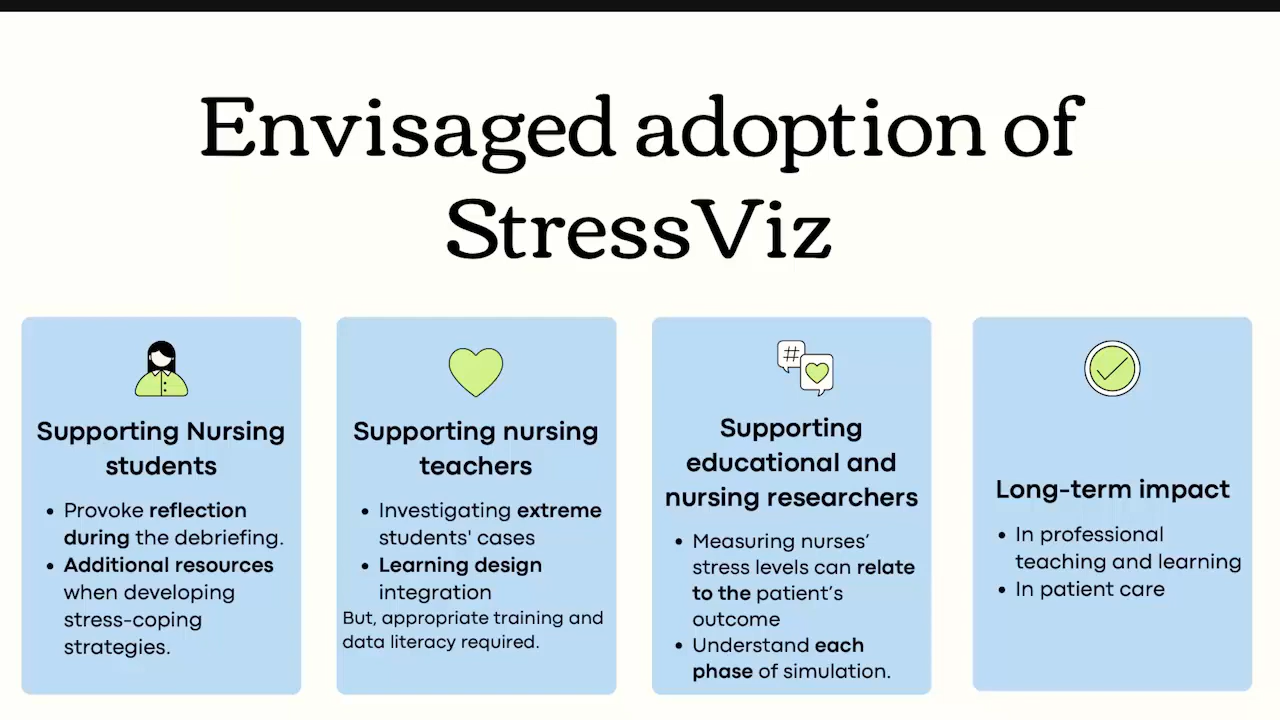 Envisaged adoption of
StressViz
Supporting Nursing
students
• Provoke reflection
during the debriefing.
• Additional resources
when developing
stress-coping
strategies.
Supporting nursing
teachers
• Investigating extreme
students' cases
• Learning design
integration
But, appropriate training and
data literacy required.
#
Supporting
educational and
nursing researchers
• Measuring nurses’
stress levels can relate
to the patient’s
outcome
• Understand each
phase of simulation.
Long-term impact
• In professional
teaching and learning
• In patient care